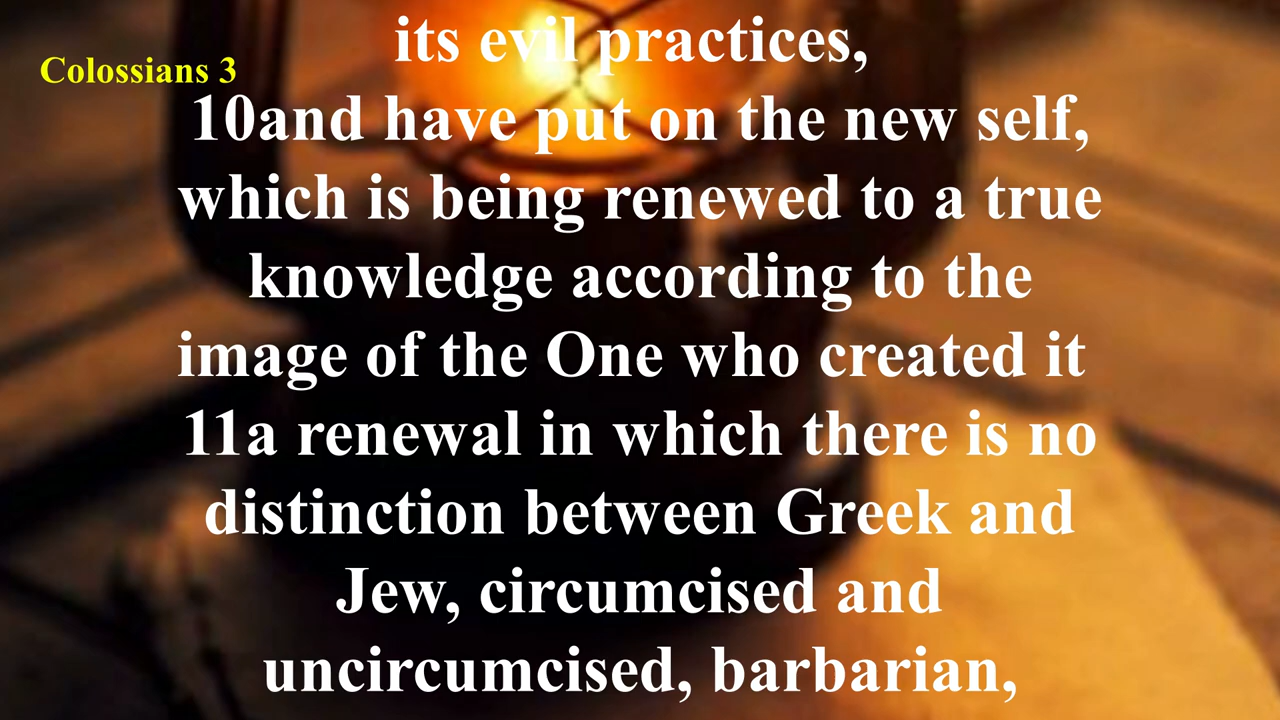 its evil practices,
Colossians 3
10and have put on the new self,
which is being renewed to a true
knowledge according to the
image of the One who created it
11a renewal in which there is no
distinction between Greek and
Jew, circumcised and
uncircumcised, barbarian,